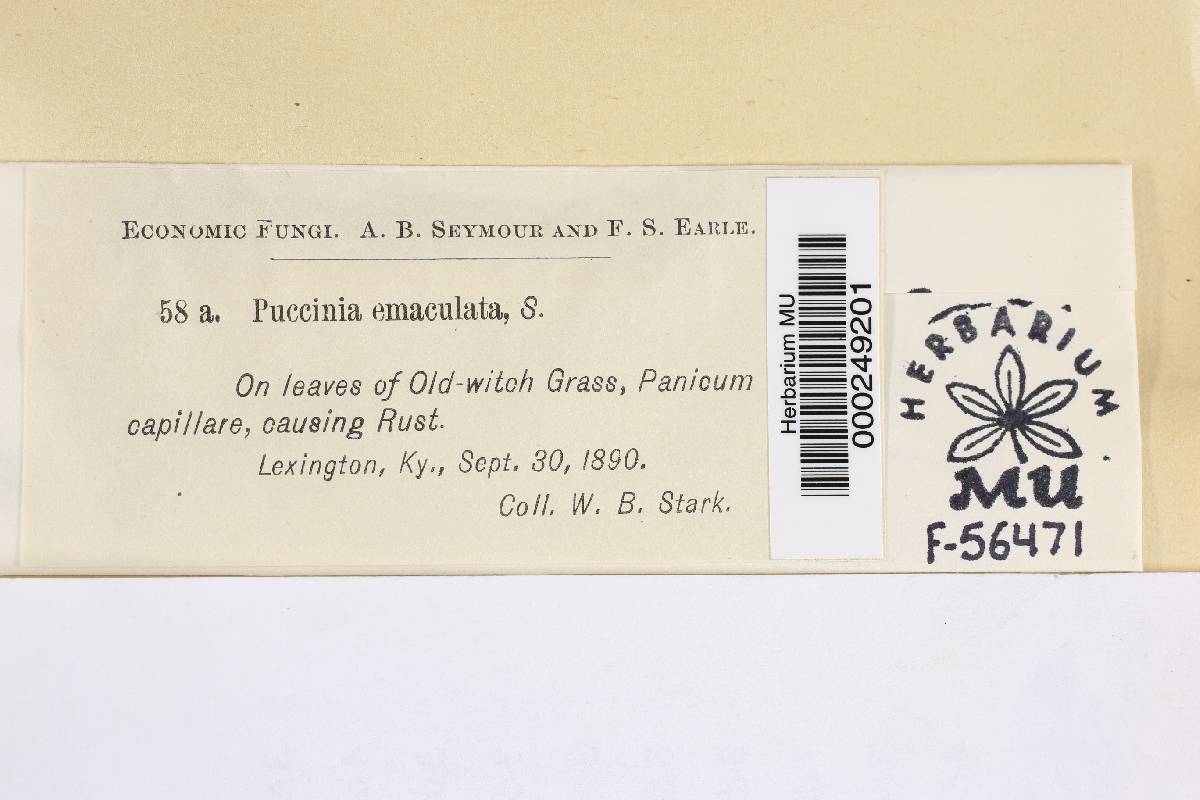 ECONOMIC FUNGI. A. B. SEYMOUR AND F. S. EARLE.
58 a. Puccinia emaculata, S.
On leaves of Old-witch Grass, Panicum
capillare, causing Rust.
Lexington, Ky., Sept. 30, 1890.
Coll. W. B. Stark.
Herbarium MU
000249201
HERBARIUM
MU
F-56471